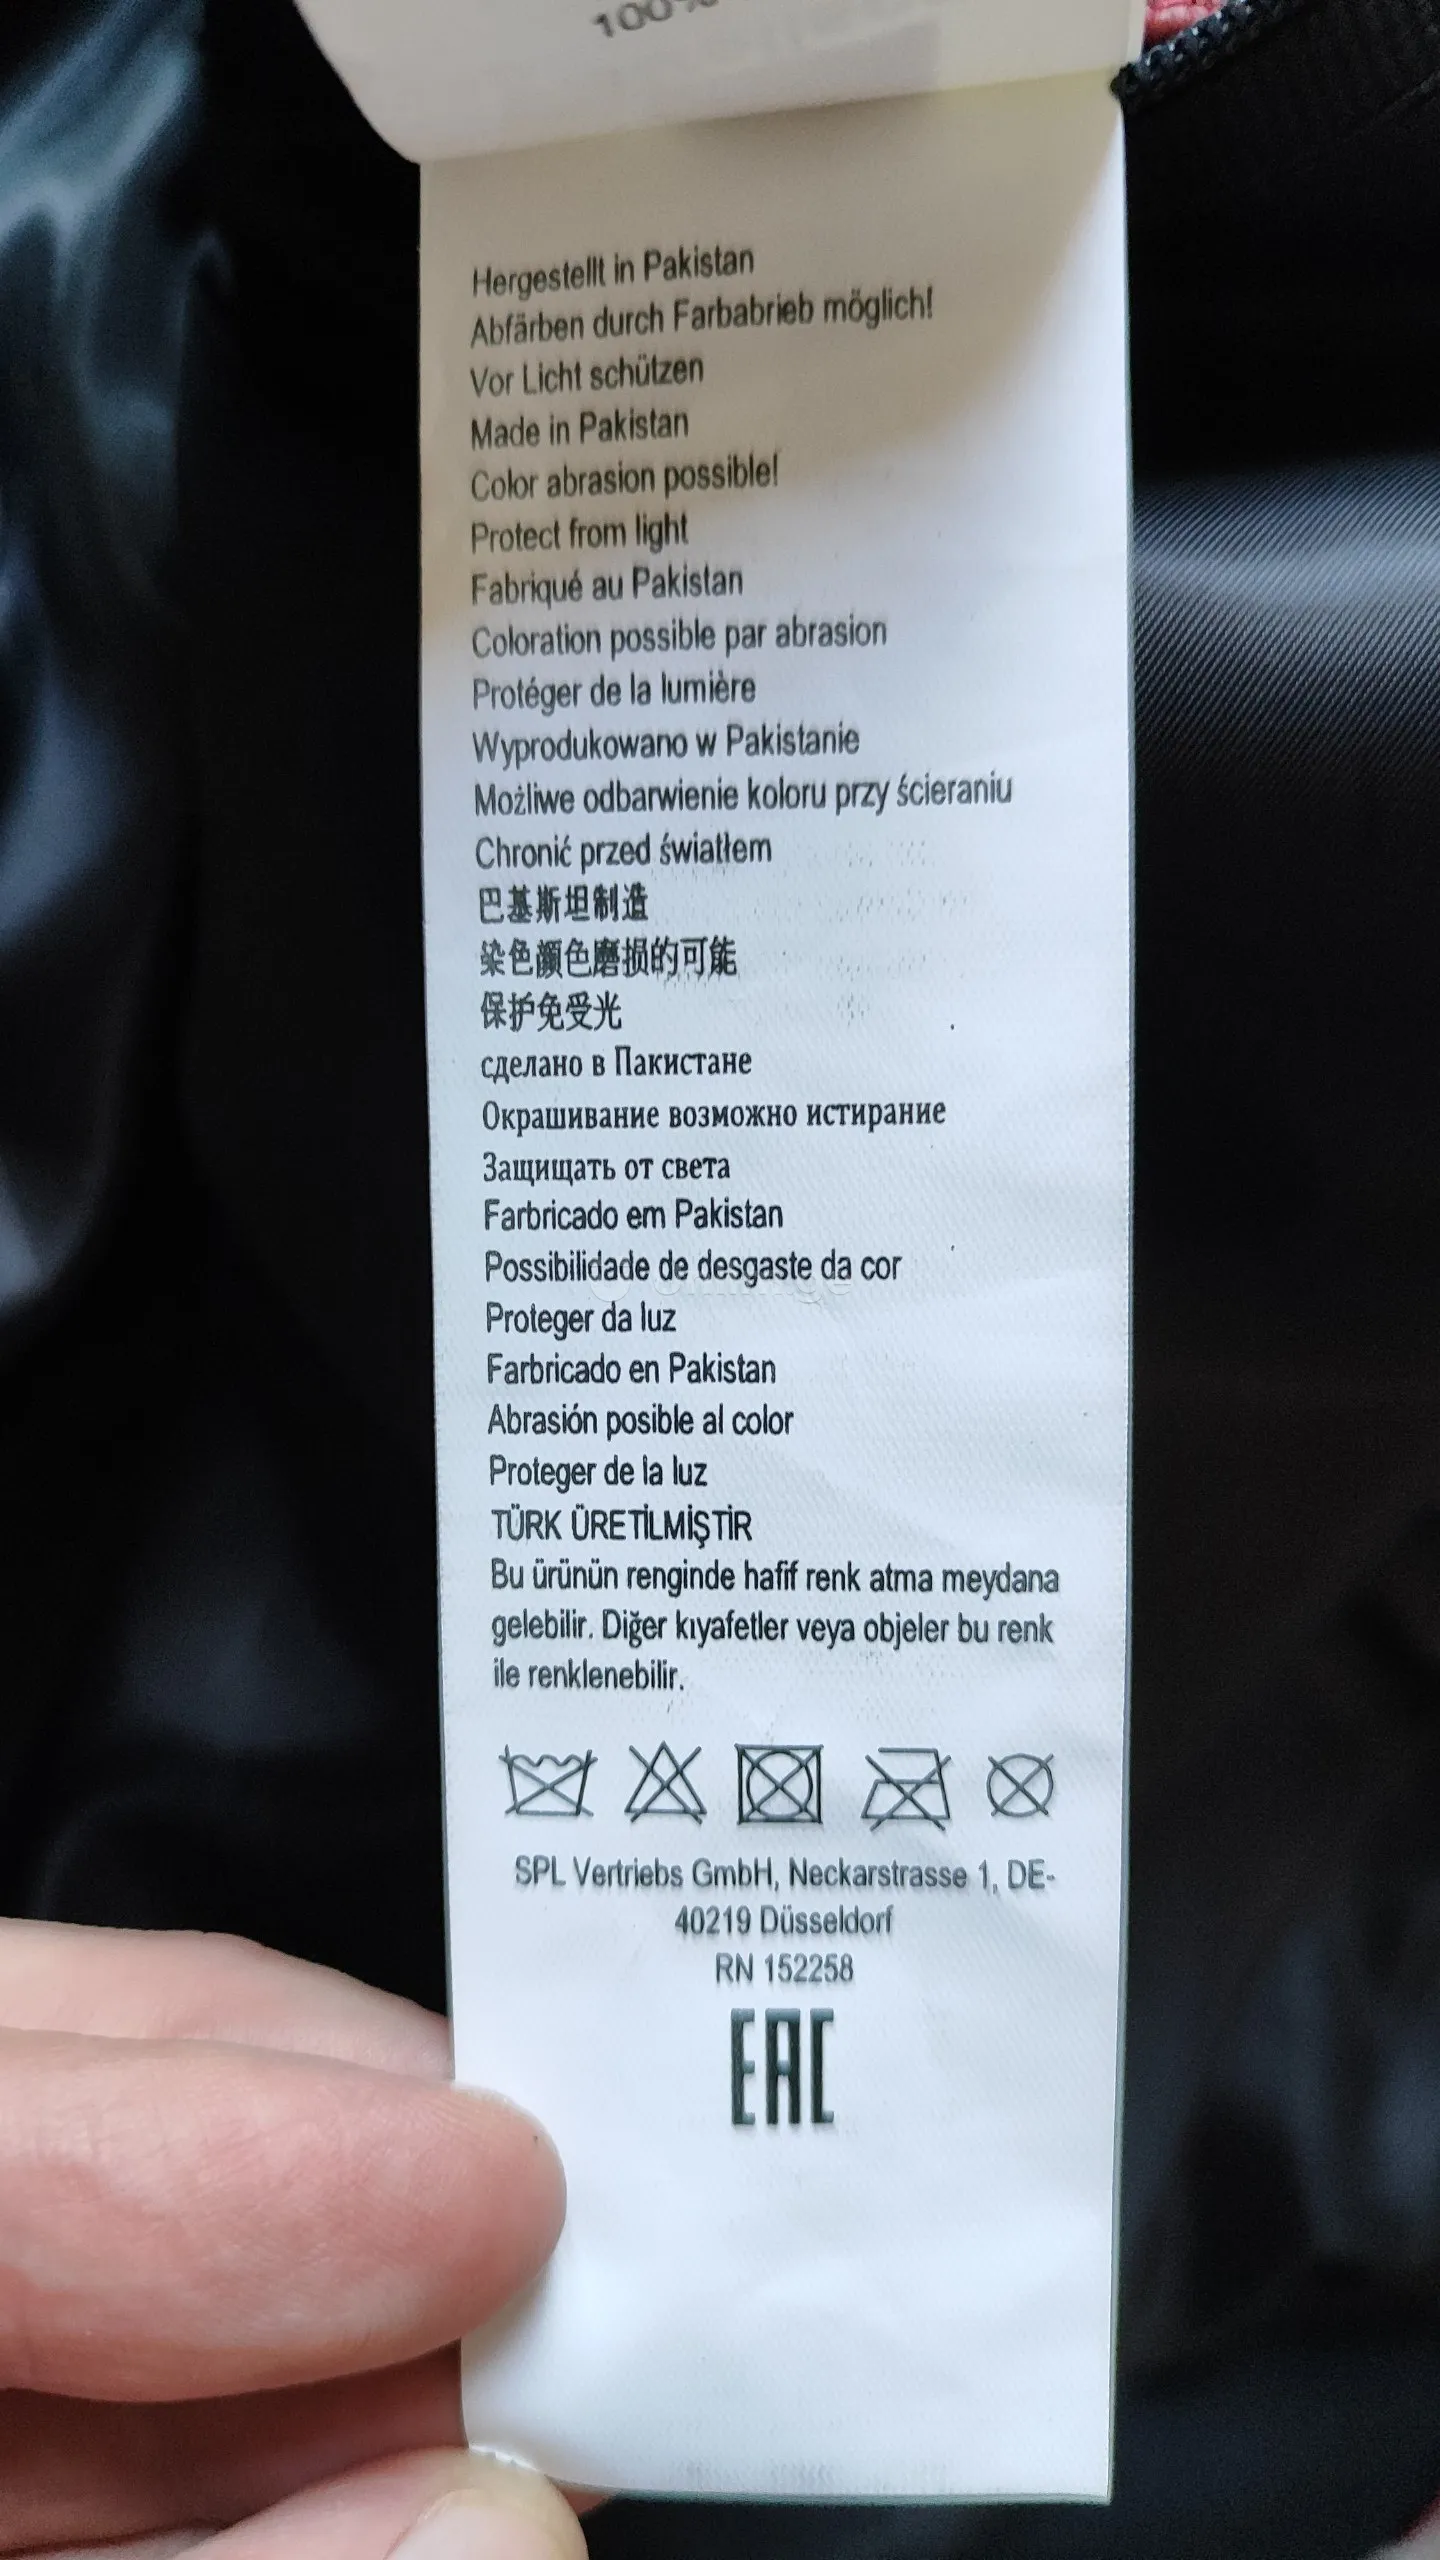 100%
Hergestellt in Pakistan
Abfärben durch Farbabrieb möglich!
Vor Licht schützen
Made in Pakistan
Color abrasion possible!
Protect from light
Fabriqué au Pakistan
Coloration possible par abrasion
Protéger de la lumière
Wyprodukowano w Pakistanie
Możliwe odbarwienie koloru przy ścieraniu
Chronić przed światłem
巴基斯坦制造
染色颜色磨损的可能
保护免受光
сделано в Пакистане
Окрашивание возможно истирание
Защищать от света
Farbricado em Pakistan
Possibilidade de desgaste da cor
Proteger da luz
Farbricado en Pakistan
Abrasión posible al color
Proteger de la luz
TÜRK ÜRETİLMİŞTİR
Bu ürünün renginde hafif renk atma meydana
gelebilir. Diğer kıyafetler veya objeler bu renk
ile renklenebilir.
SPL Vertriebs GmbH, Neckarstrasse 1, DE-
40219 Düsseldorf
RN 152258
EAC